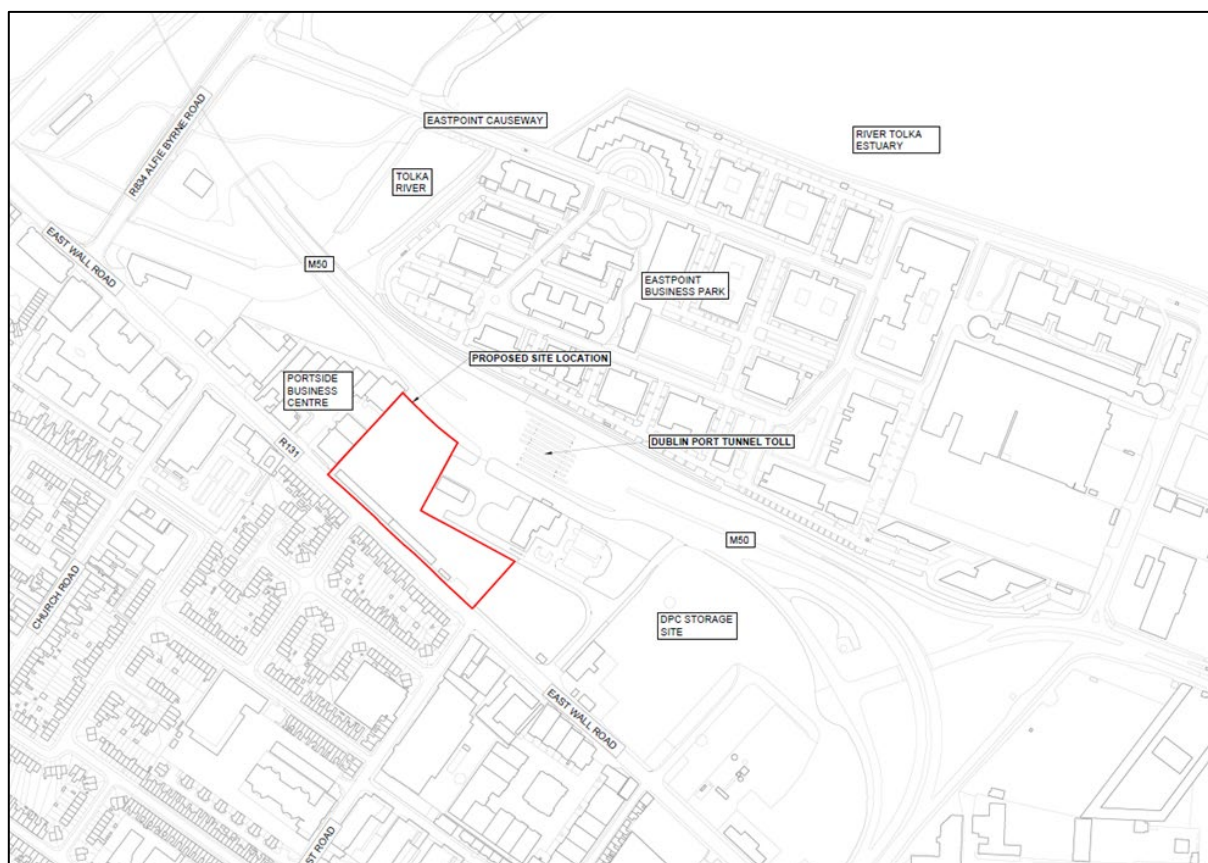 EASTPOINT CAUSEWAY
RIVER TOLKA
ESTUARY
R834 ALFIE BYRNE ROAD
TOLKA
RIVER
EAST WALL ROAD
M50
EASTPOINT
BUSINESS PARK
PROPOSED SITE LOCATION
PORTSIDE
BUSINESS
CENTRE
R131
DUBLIN PORT TUNNEL TOLL
M50
CHURCH ROAD
DPC STORAGE
SITE
EAST WALL ROAD
ROAD